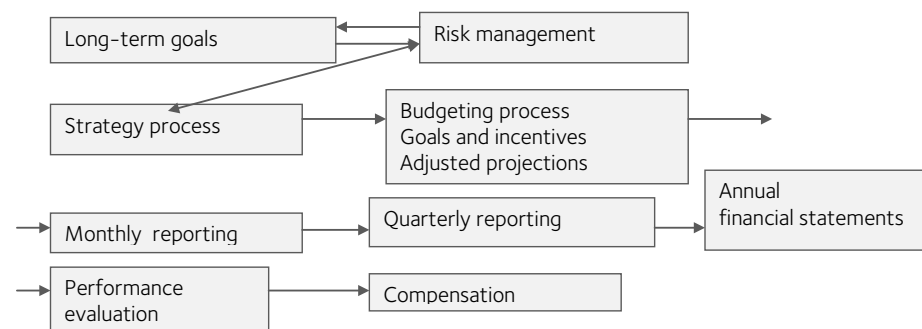 Long-term goals
Risk management
Strategy process
Budgeting process
Goals and incentives
Adjusted projections
Annual
financial statements
Monthly reporting
Quarterly reporting
Performance
evaluation
Compensation